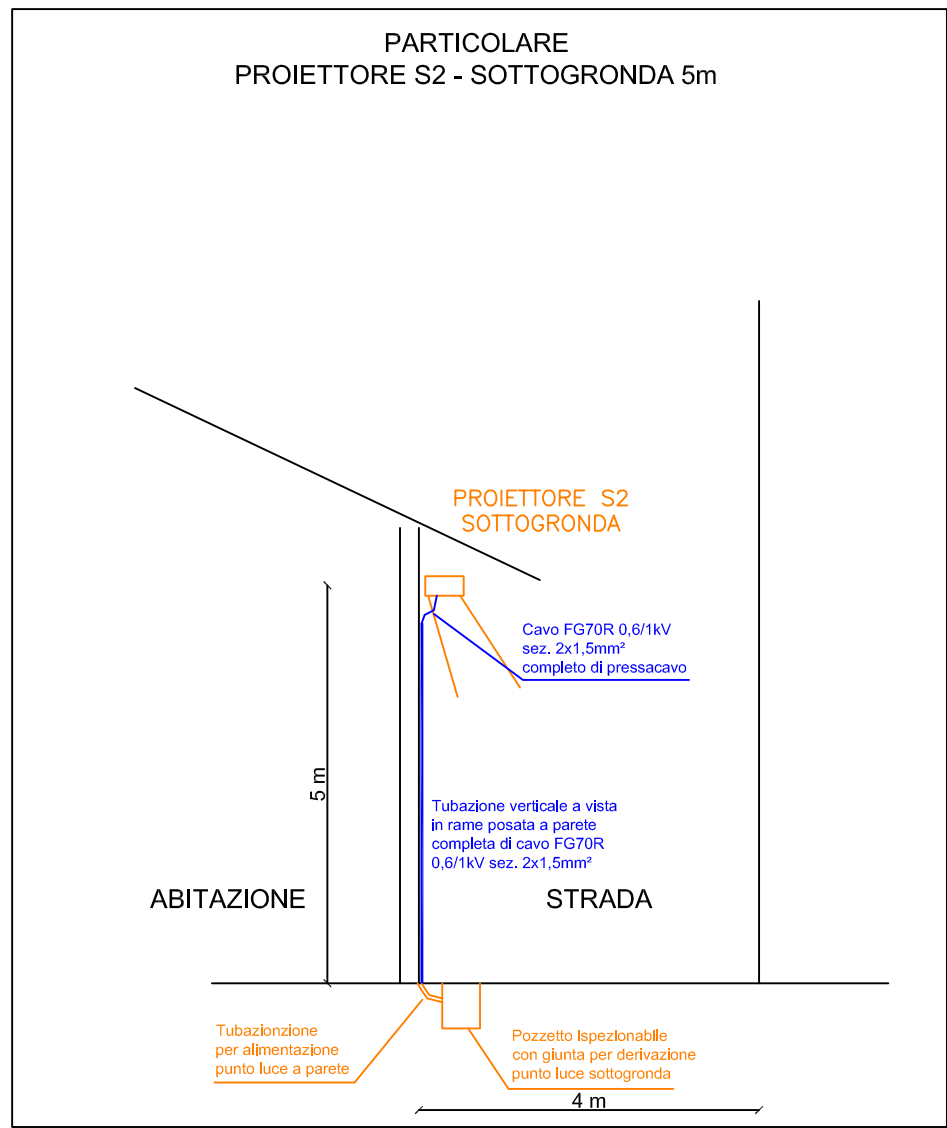 PARTICOLARE
PROIETTORE S2 - SOTTOGRONDA 5m
PROIETTORE S2
SOTTOGRONDA
Cavo FG70R 0,6/1kV
sez. 2x1,5mm²
completo di pressacavo
5 m
Tubazione verticale a vista
in rame posata a parete
completa di cavo FG70R
0,6/1kV sez. 2x1,5mm²
ABITAZIONE
STRADA
Tubazionzione
per alimentazione
punto luce a parete
Pozzetto Ispezionabile
con giunta per derivazione
punto luce sottogronda
4 m